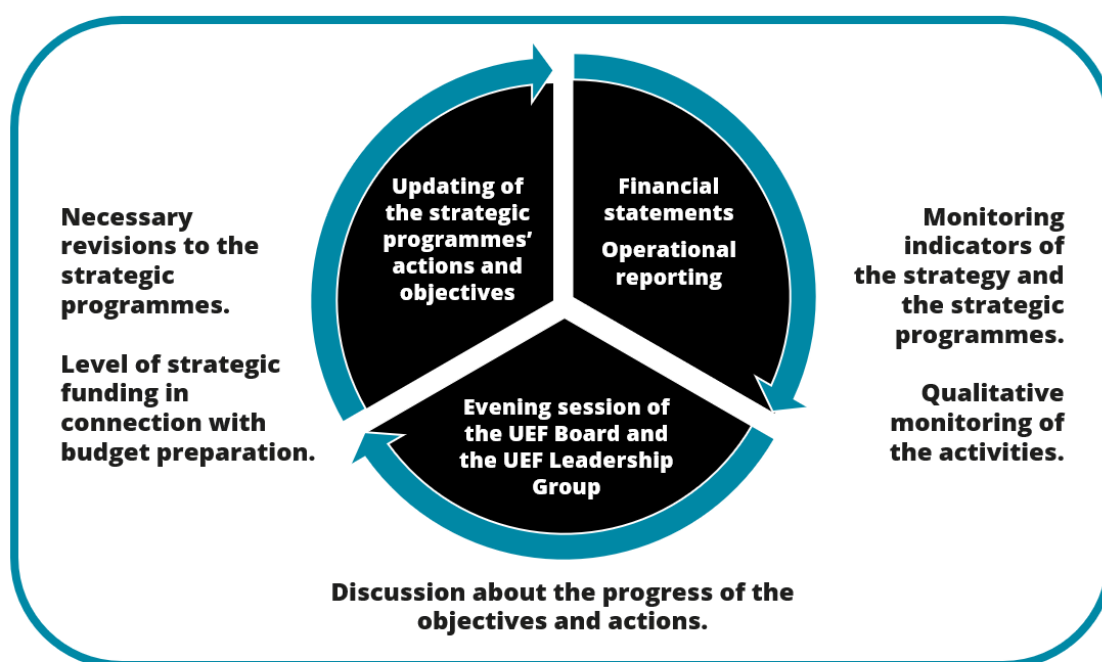 Updating of
the strategic
programmes’
actions and
objectives
Financial
statements
Operational
reporting
Evening session of
the UEF Board and
the UEF Leadership
Group
Necessary
revisions to the
strategic
programmes.
Level of strategic
funding in
connection with
budget preparation.
Monitoring
indicators of
the strategy and
the strategic
programmes.
Qualitative
monitoring of
the activities.
Discussion about the progress of the
objectives and actions.